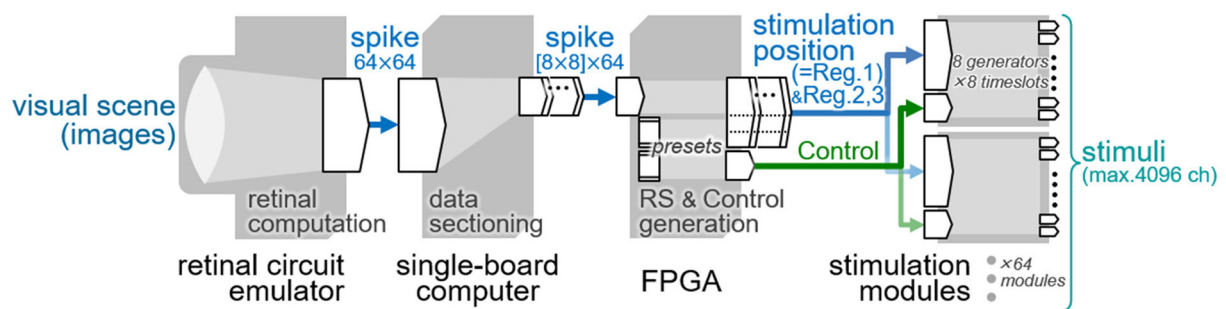 visual scene
(images)
retinal
computation
retinal circuit
emulator
spike
64×64
data
sectioning
single-board
computer
spike
[8×8]×64
presets
RS & Control
generation
FPGA
stimulation
position
(=Reg.1)
&Reg.2,3
Control
8 generators
×8 timeslots
stimulation
modules
×64
modules
stimuli
(max.4096 ch)